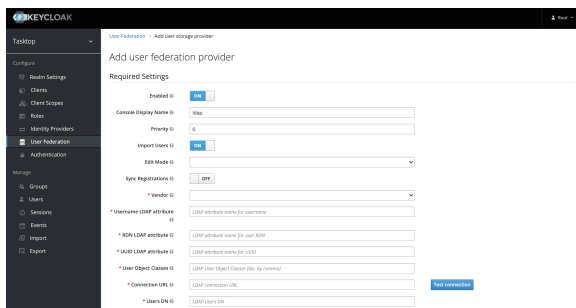 KEYCLOAK
Root
Tasktop
User Federation > Add user storage provider
Add user federation provider
Required Settings
Configure
Realm Settings
Clients
Client Scopes
Roles
Identity Providers
User Federation
Authentication
Manage
Groups
Users
Sessions
Events
Import
Export
Enabled ON
Console Display Name ldap
Priority 0
Import Users ON
Edit Mode
Sync Registrations OFF
* Vendor
* Username LDAP attribute LDAP attribute name for username
* RDN LDAP attribute LDAP attribute name for user RDN
* UUID LDAP attribute LDAP attribute name for UUID
* User Object Classes LDAP User Object Classes (div. by comma)
* Connection URL LDAP connection URL Test connection
* Users DN LDAP Users DN